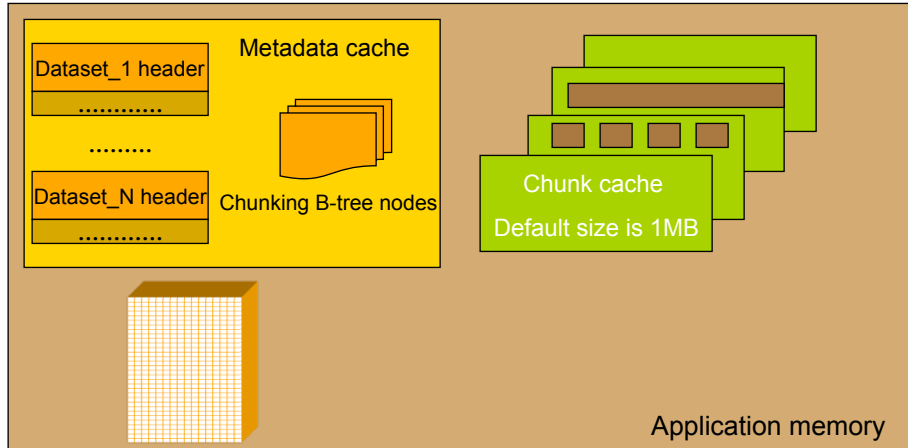 Metadata cache
Dataset_1 header
…………
………
Dataset_N header
…………
Chunking B-tree nodes
Chunk cache
Default size is 1MB
Application memory